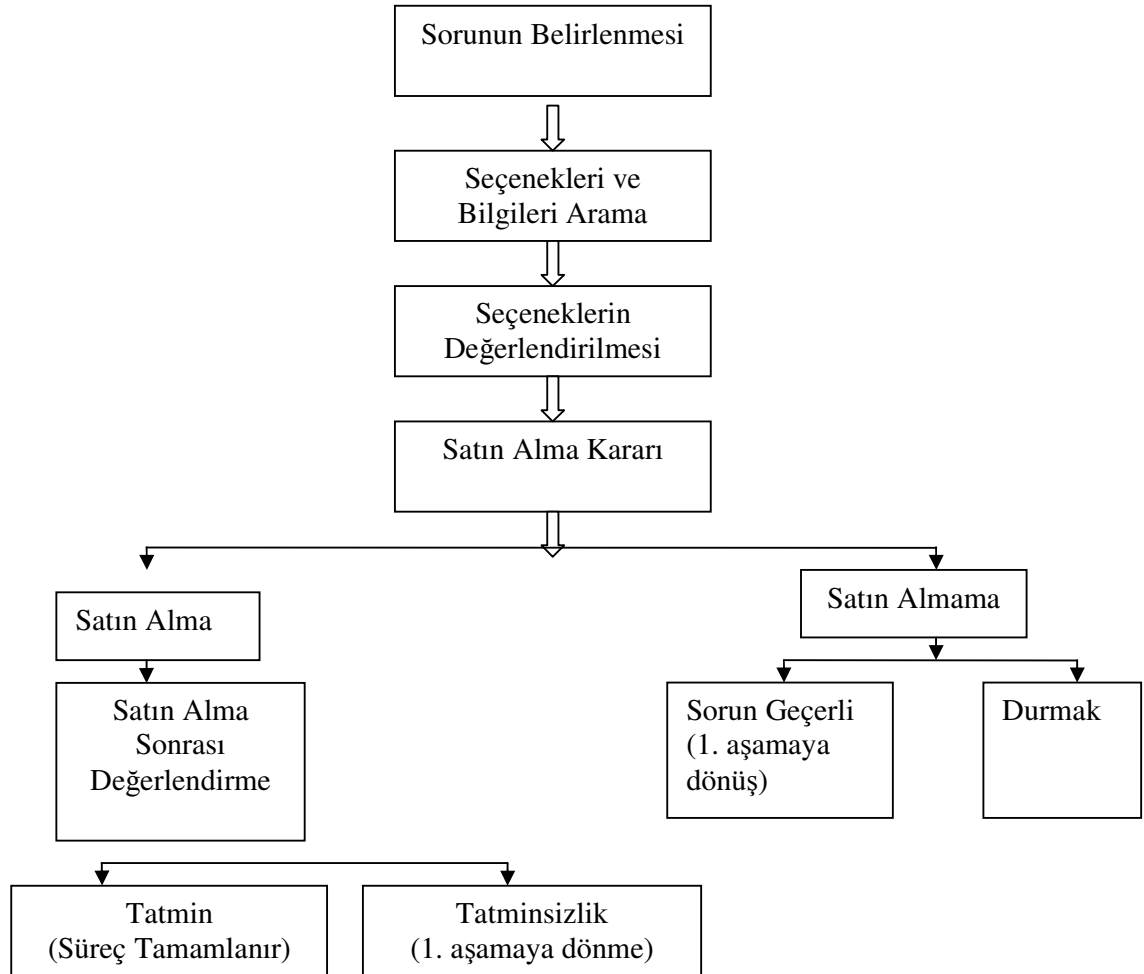 Sorunun Belirlenmesi
Seçenekleri ve
Bilgileri Arama
Seçeneklerin
Değerlendirilmesi
Satın Alma Kararı
Satın Alma
Satın Almama
Satın Alma
Sonrası
Değerlendirme
Sorun Geçerli
(1. aşamaya
dönüş)
Durmak
Tatmin
(Süreç Tamamlanır)
Tatminsizlik
(1. aşamaya dönme)